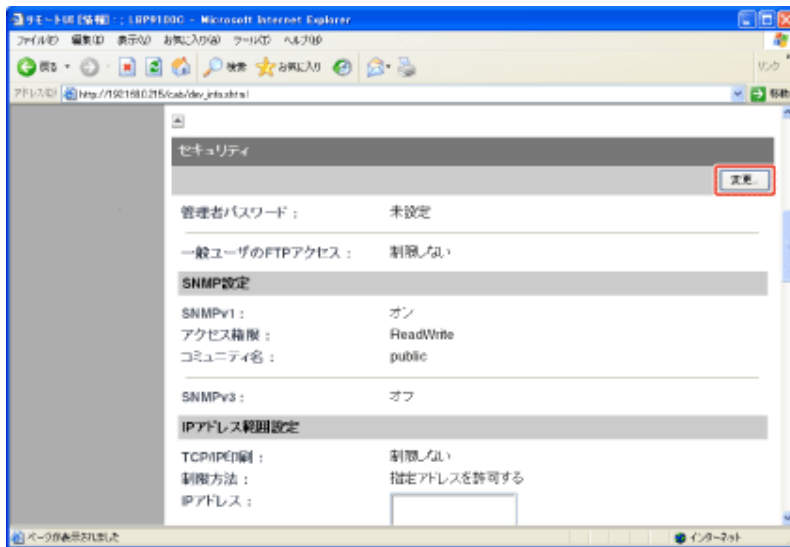 リモートUI [情報] : ; LBP9100C - Microsoft Internet Explorer
ファイル(F) 編集(E) 表示(V) お気に入り(A) ツール(T) ヘルプ(H)
戻る 検索 お気に入り リンク
アドレス(D) http://192.168.0.215/cab/dev_info.shtml 移動
セキュリティ
変更..
管理者パスワード : 未設定
一般ユーザのFTPアクセス : 制限しない
SNMP設定
SNMPv1 : オン
アクセス権限 : ReadWrite
コミュニティ名 : public
SNMPv3 : オフ
IPアドレス範囲設定
TCP/IP印刷 : 制限しない
制限方法 : 指定アドレスを許可する
IPアドレス :
ページが表示されました インターネット